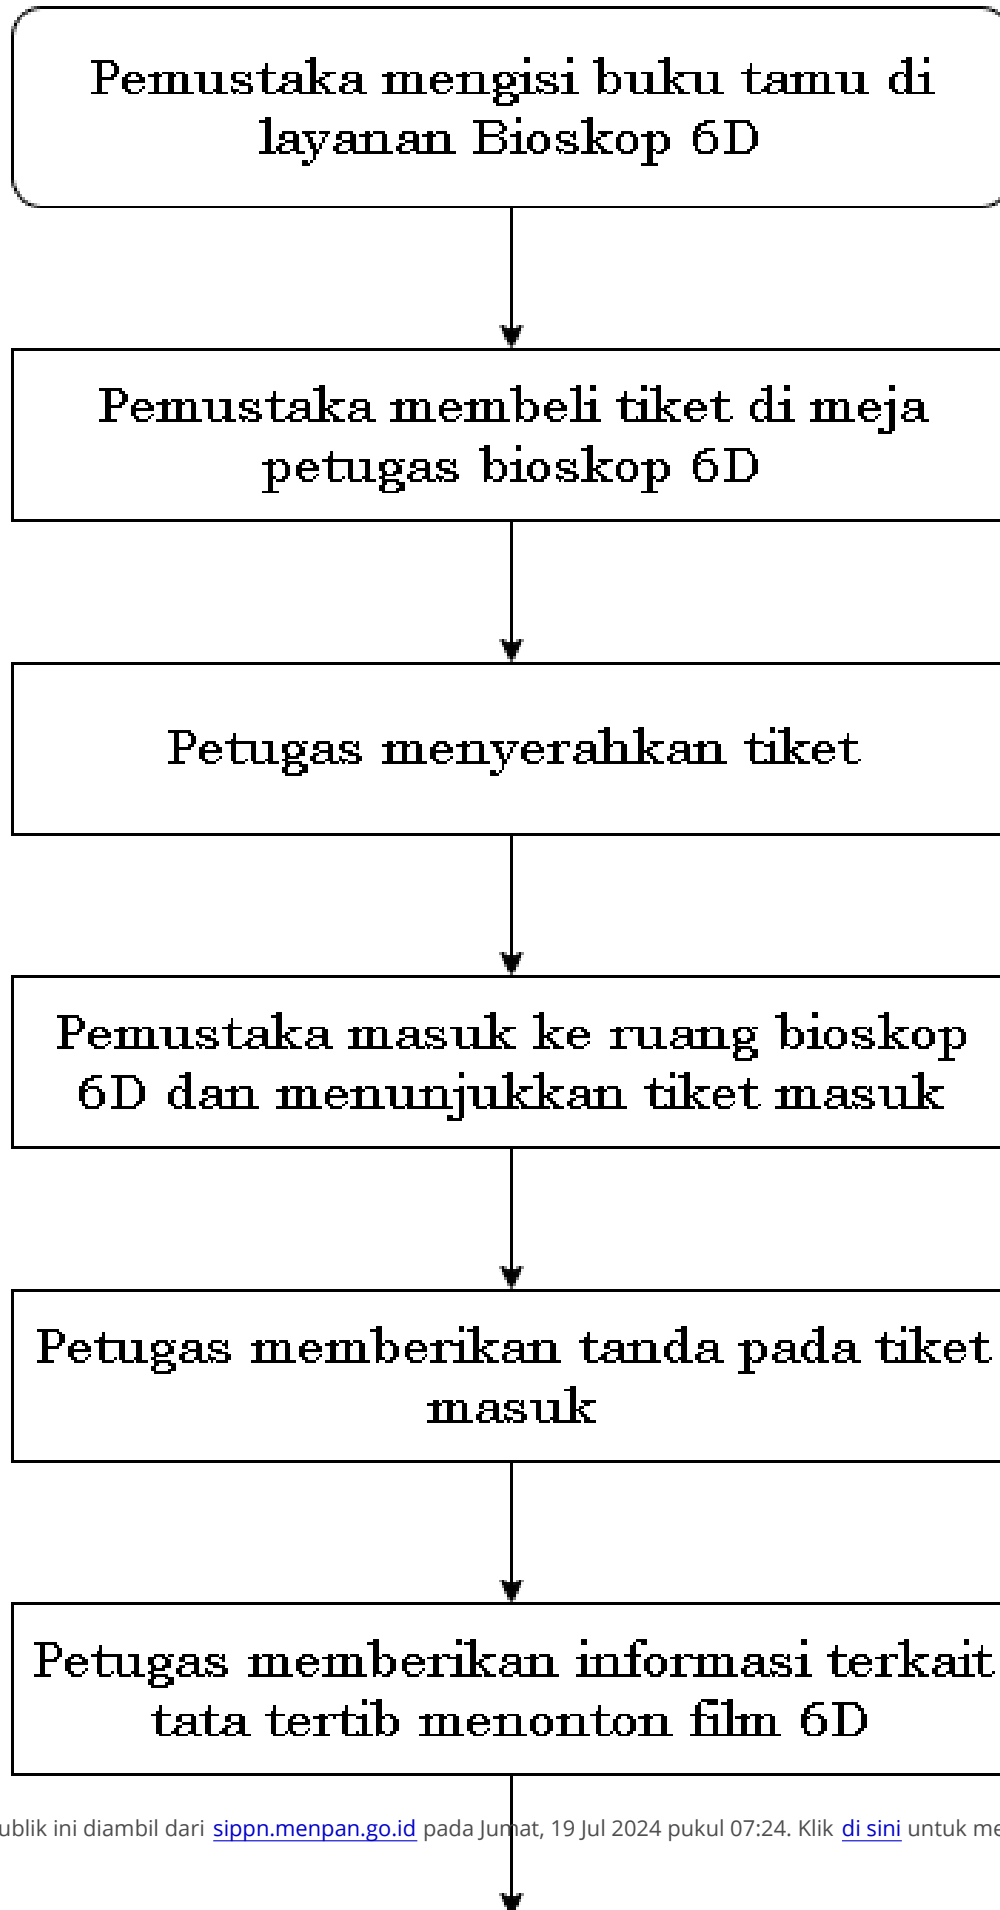 Pemustaka mengisi buku tamu di
layanan Bioskop 6D
Pemustaka membeli tiket di meja
petugas bioskop 6D
Petugas menyerahkan tiket
Pemustaka masuk ke ruang bioskop
6D dan menunjukkan tiket masuk
Petugas memberikan tanda pada tiket
masuk
Petugas memberikan informasi terkait
tata tertib menonton film 6D
ublik ini diambil dari sippn.menpan.go.id pada Jumat, 19 Jul 2024 pukul 07:24. Klik di sini untuk me